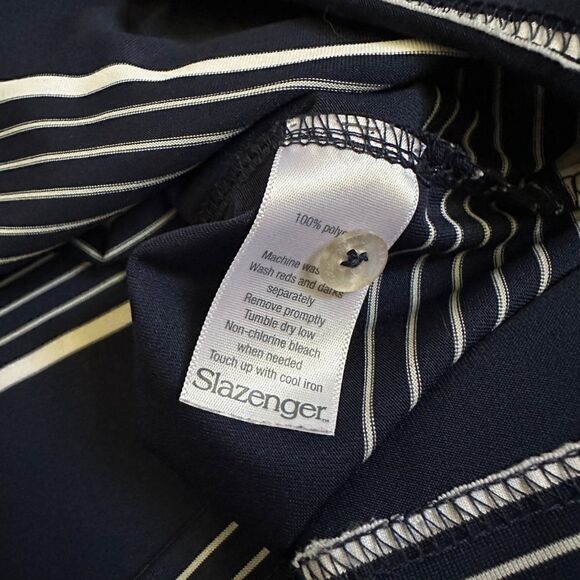 100%
Machine
Wash reds and darks
separately
Remove promptly
Tumble dry low
Non-chlorine bleach
when needed
Touch up with cool iron
Slazenger